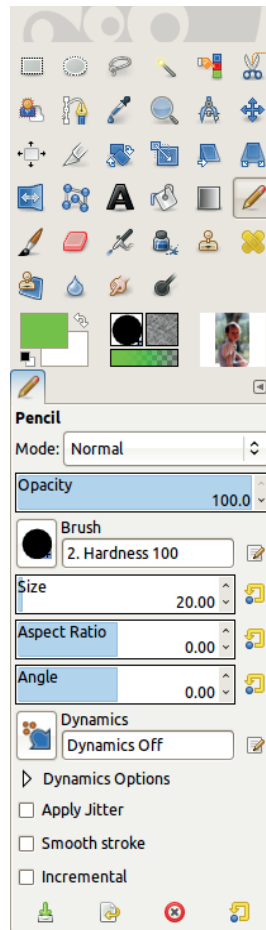 Pencil
Mode: Normal
Opacity
100.0
Brush
2. Hardness 100
Size
20.00
Aspect Ratio
0.00
Angle
0.00
Dynamics
Dynamics Off
Dynamics Options
Apply Jitter
Smooth stroke
Incremental